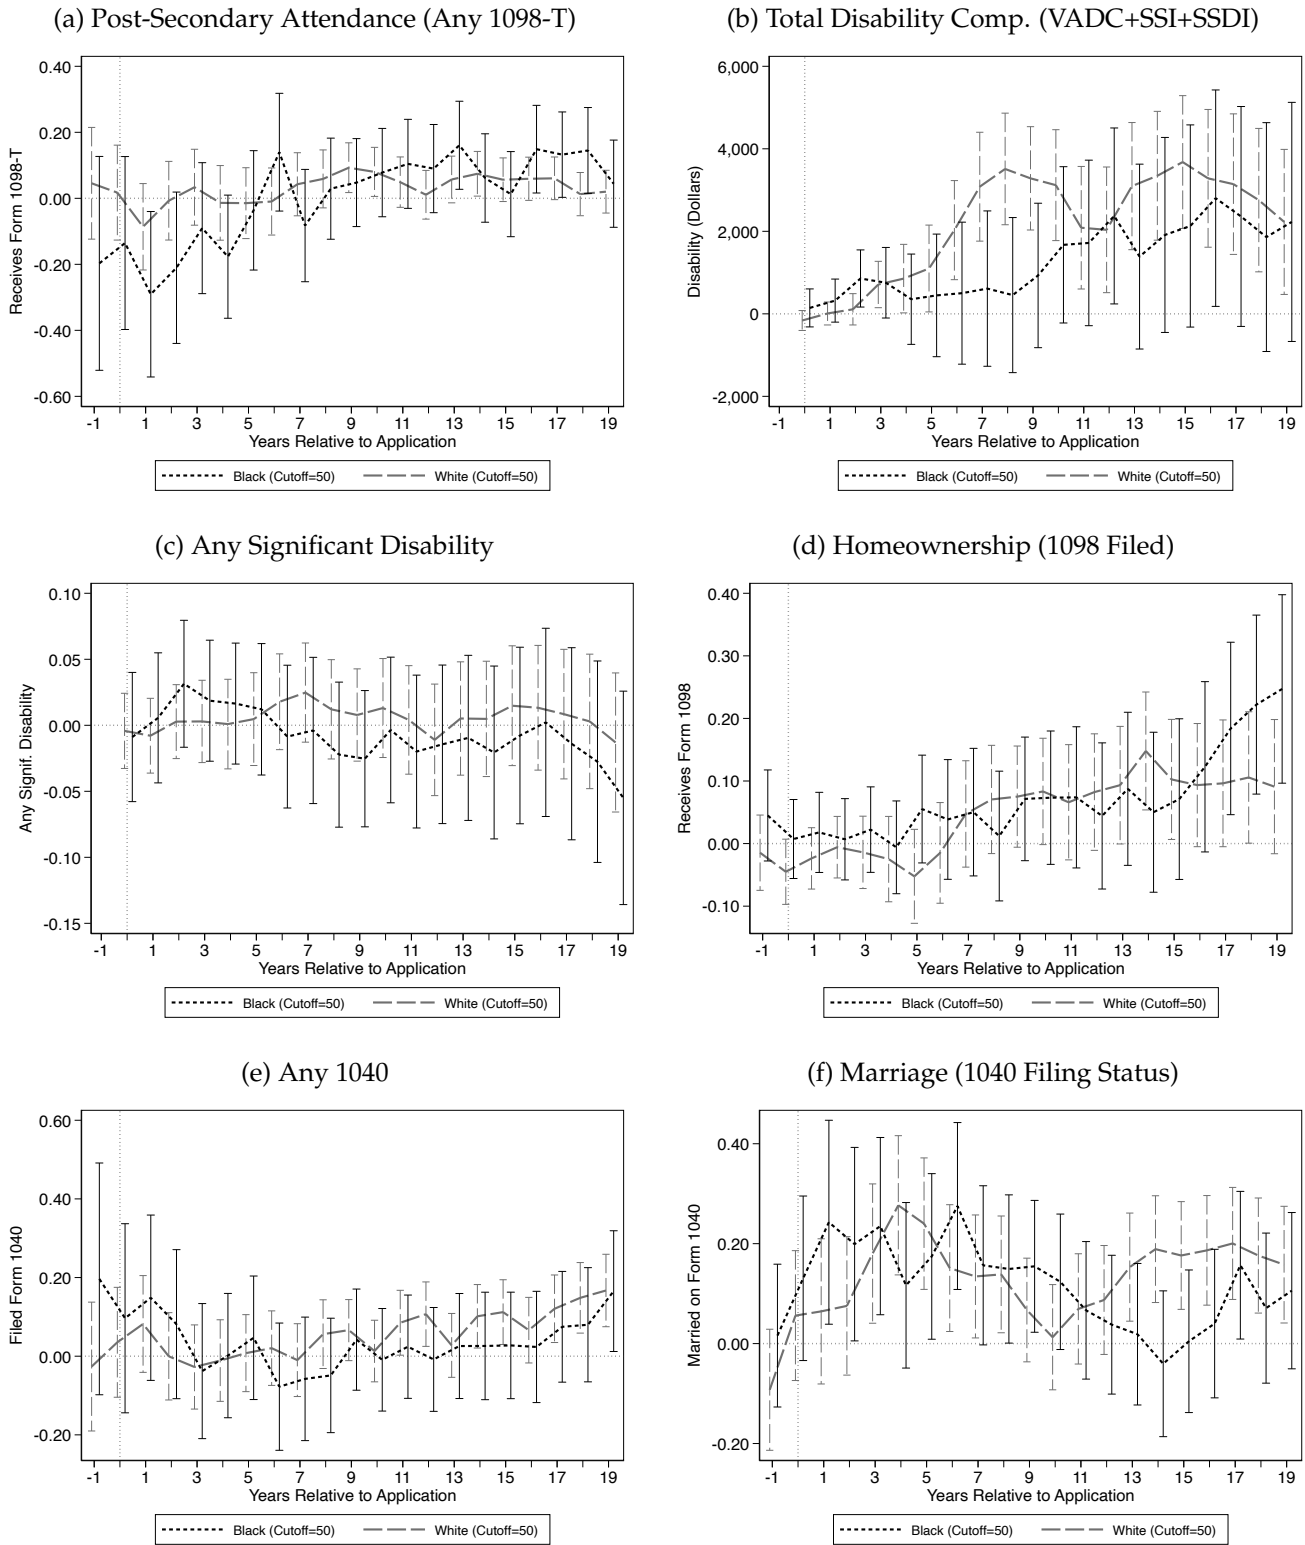 (a) Post-Secondary Attendance (Any 1098-T)
Receives Form 1098-T
0.40
0.20
0.00
-0.20
-0.40
-0.60
-1 1 3 5 7 9 11 13 15 17 19
Years Relative to Application
Black (Cutoff=50) White (Cutoff=50)
(b) Total Disability Comp. (VADC+SSI+SSDI)
Disability (Dollars)
6,000
4,000
2,000
0
-2,000
-1 1 3 5 7 9 11 13 15 17 19
Years Relative to Application
Black (Cutoff=50) White (Cutoff=50)
(c) Any Significant Disability
Any Signif. Disability
0.10
0.05
0.00
-0.05
-0.10
-0.15
-1 1 3 5 7 9 11 13 15 17 19
Years Relative to Application
Black (Cutoff=50) White (Cutoff=50)
(d) Homeownership (1098 Filed)
Receives Form 1098
0.40
0.30
0.20
0.10
0.00
-0.10
-1 1 3 5 7 9 11 13 15 17 19
Years Relative to Application
Black (Cutoff=50) White (Cutoff=50)
(e) Any 1040
Filed Form 1040
0.60
0.40
0.20
0.00
-0.20
-1 1 3 5 7 9 11 13 15 17 19
Years Relative to Application
Black (Cutoff=50) White (Cutoff=50)
(f) Marriage (1040 Filing Status)
Married on Form 1040
0.40
0.20
0.00
-0.20
-1 1 3 5 7 9 11 13 15 17 19
Years Relative to Application
Black (Cutoff=50) White (Cutoff=50)